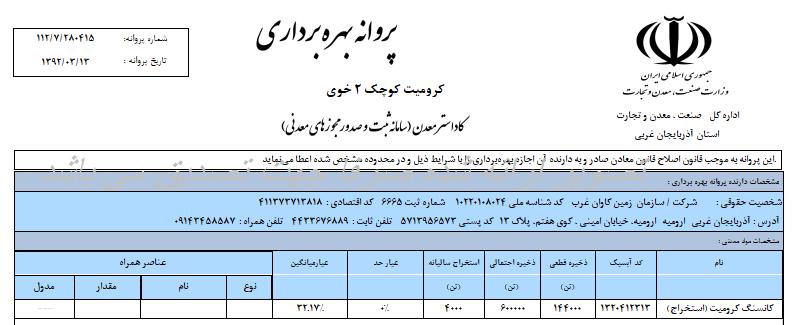 جمهوری اسلامی ایران
وزارت صنعت، معدن و تجارت
اداره کل صنعت ، معدن و تجارت
استان آذربایجان غربی
پروانه بهره برداری
کرومیت کوچک ۲ خوی
کاداستر معدن (سامانه ثبت و صدور مجوزهای معدنی)
شماره پروانه: ۱۱۲/۷/۲۸۰۴۱۵
تاریخ پروانه : ۱۳۹۲/۰۳/۱۳
این پروانه به موجب قانون اصلاح قانون معادن صادر و به دارنده آن اجازه بهره‌برداری با شرایط ذیل و در محدوده مشخص شده اعطا می‌نماید.
مشخصات دارنده پروانه بهره برداری :
شخصیت حقوقی : شرکت / سازمان زمین کاوان غرب کد شناسه ملی ۱۰۲۲۰۱۰۸۰۲۴ شماره ثبت ۶۶۶۵ کد اقتصادی : ۴۱۱۳۷۳۷۱۳۸۱۸
آدرس : آذربایجان غربی ارومیه ارومیه، خیابان امینی ، کوی هفتم، پلاک ۱۳ کد پستی ۵۷۱۳۹۵۶۵۷۳ تلفن ثابت : ۴۴۳۳۶۷۶۸۸۹ تلفن همراه : ۰۹۱۴۳۴۵۸۵۸۷
مشخصات مواد معدنی :
نام کد آیسیک ذخیره قطعی (تن) ذخیره احتمالی (تن) استخراج سالیانه (تن) عیار حد عیارمیانگین عناصر همراه
نوع نام مقدار مدول
کانسنگ کرومیت (استخراج) ۱۳۲۰۴۱۲۳۱۳ ۱۴۴۰۰۰ ۶۰۰۰۰۰ ۴۰۰۰ ۰٪ ۳۲.۱۷٪ ----